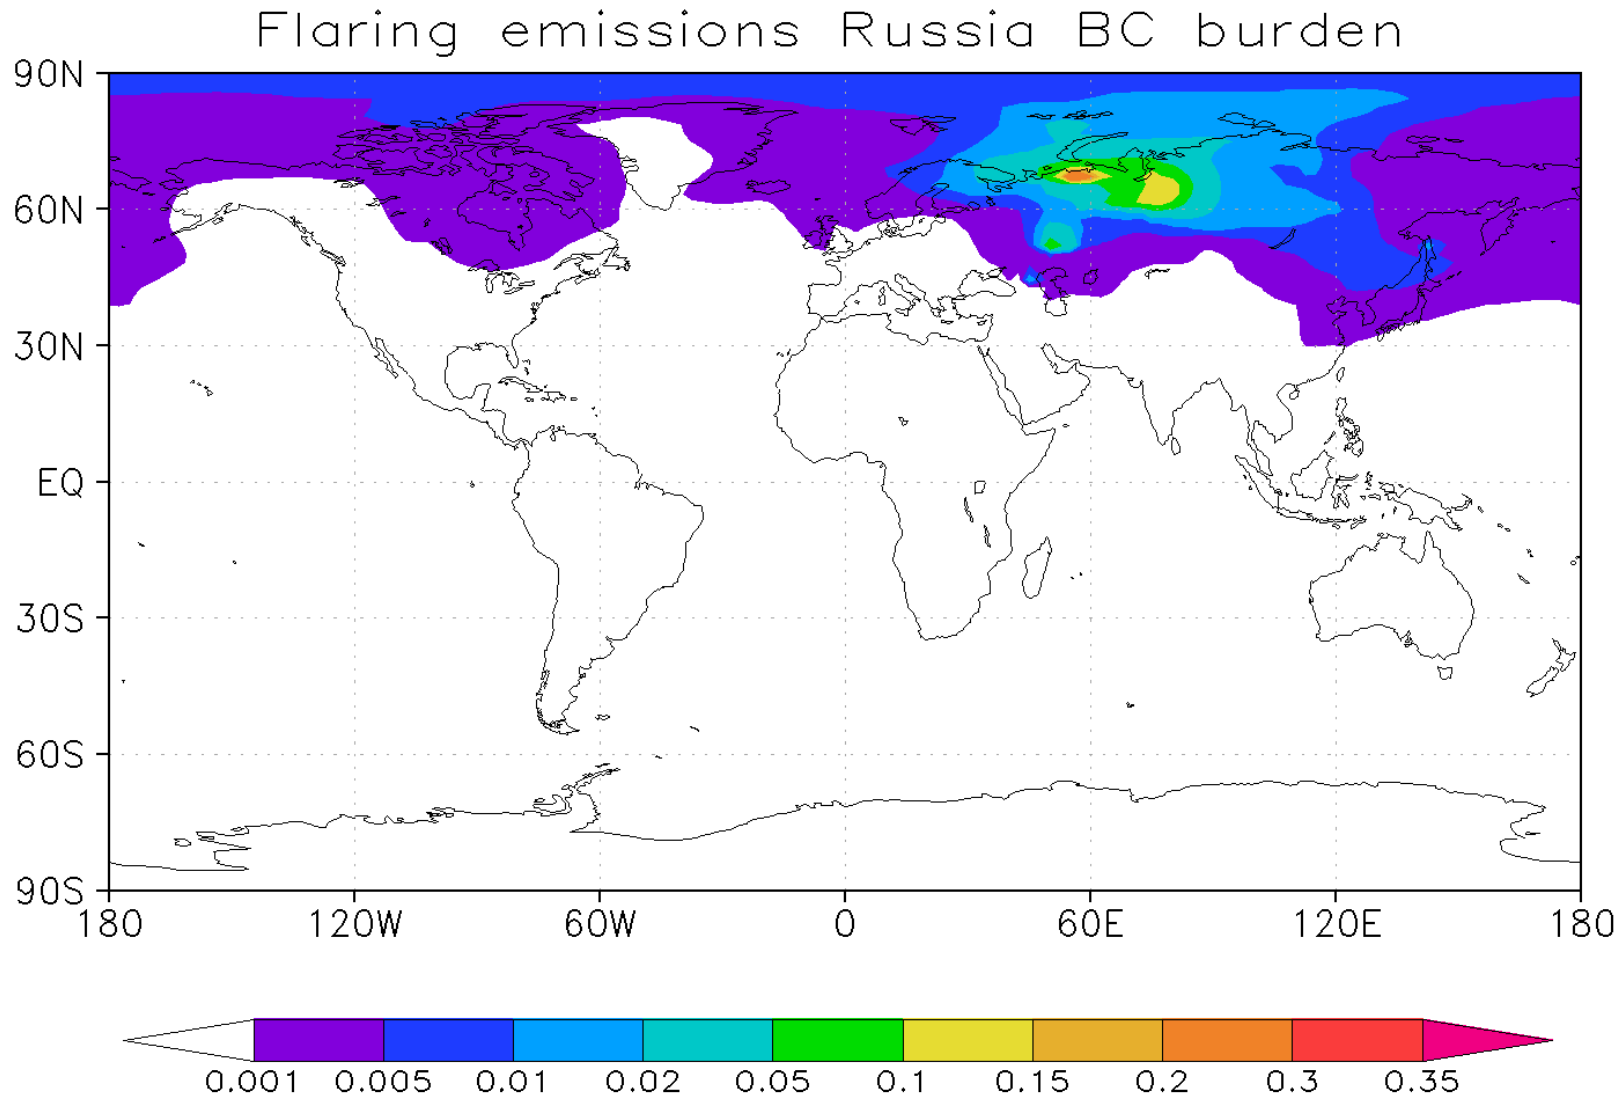 Flaring emissions Russia BC burden
90N
60N
30N
EQ
30S
60S
90S
180 120W 60W 0 60E 120E 180
0.001 0.005 0.01 0.02 0.05 0.1 0.15 0.2 0.3 0.35